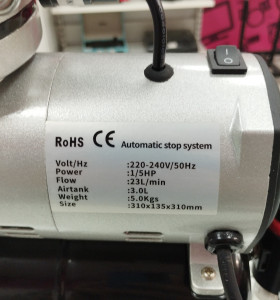 RoHS CE Automatic stop system
Volt/Hz :220-240V/50Hz
Power :1/5HP
Flow :23L/min
Airtank :3.0L
Weight :5.0Kgs
Size :310x135x310mm